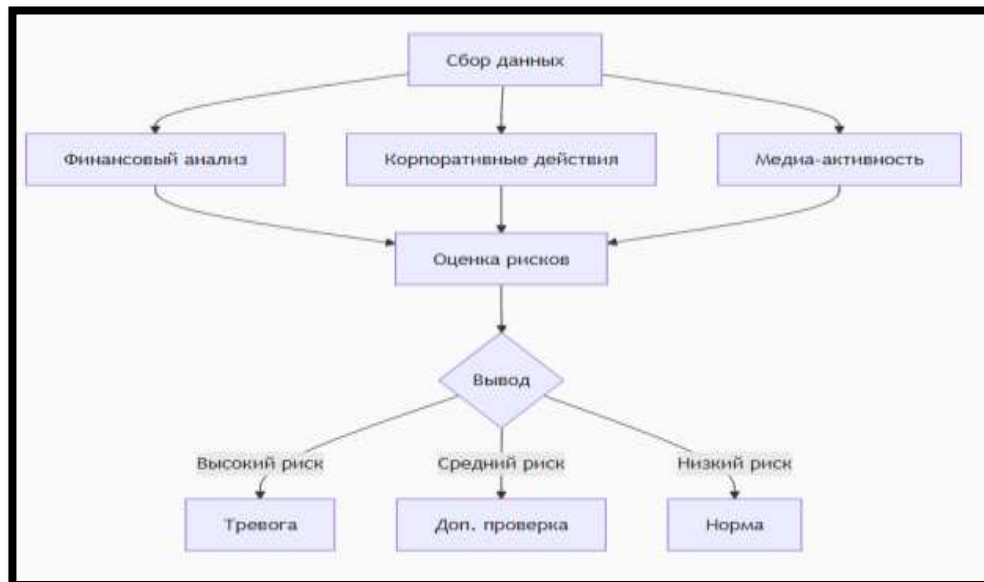 Сбор данных
Финансовый анализ
Корпоративные действия
Медиа-активность
Оценка рисков
Вывод
Высокий риск
Средний риск
Низкий риск
Тревога
Доп. проверка
Норма